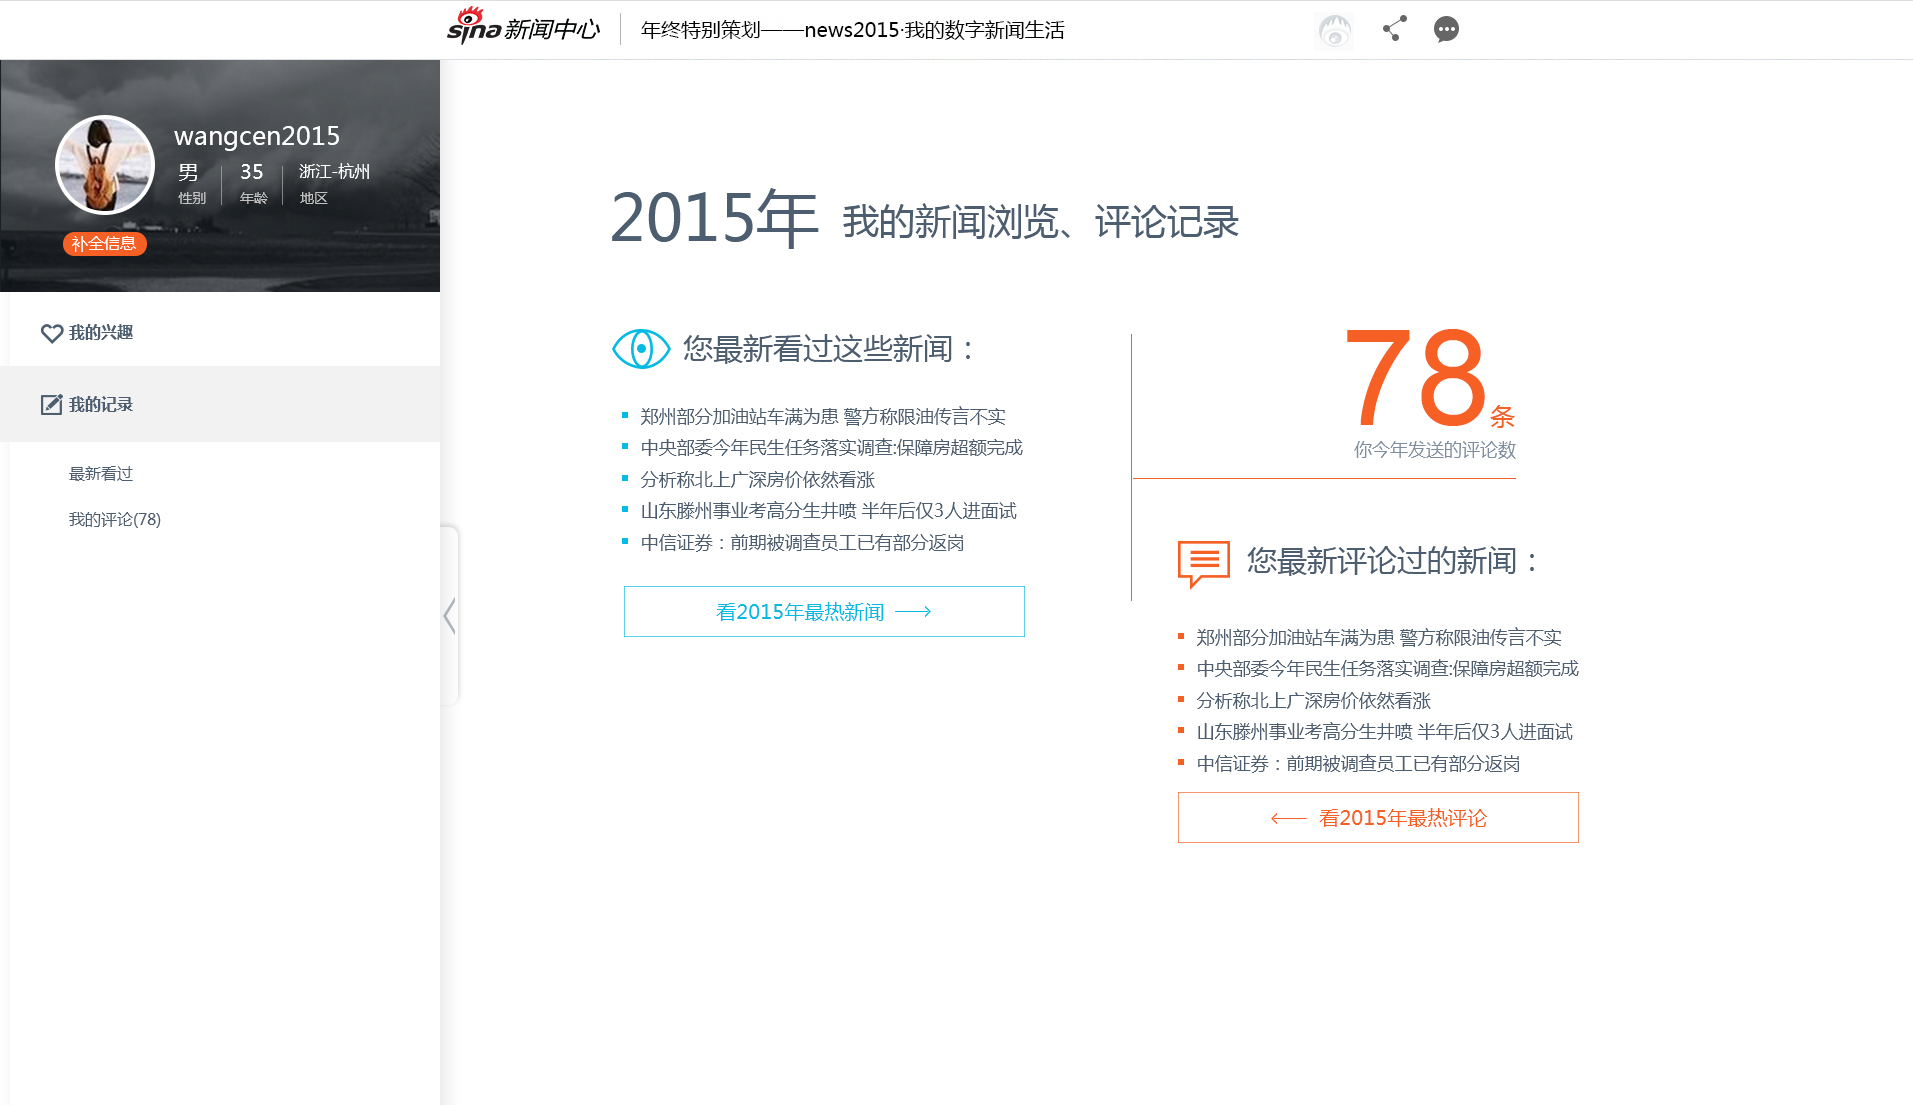 sina新闻中心
年终特别策划——news2015·我的数字新闻生活
wangcen2015
男 35 浙江-杭州
性别 年龄 地区
补全信息
我的兴趣
我的记录
最新看过
我的评论(78)
2015年 我的新闻浏览、评论记录
您最新看过这些新闻：
郑州部分加油站车满为患 警方称限油传言不实
中央部委今年民生任务落实调查:保障房超额完成
分析称北上广深房价依然看涨
山东滕州事业考高分生井喷 半年后仅3人进面试
中信证券：前期被调查员工已有部分返岗
看2015年最热新闻
78条
你今年发送的评论数
您最新评论过的新闻：
郑州部分加油站车满为患 警方称限油传言不实
中央部委今年民生任务落实调查:保障房超额完成
分析称北上广深房价依然看涨
山东滕州事业考高分生井喷 半年后仅3人进面试
中信证券：前期被调查员工已有部分返岗
看2015年最热评论